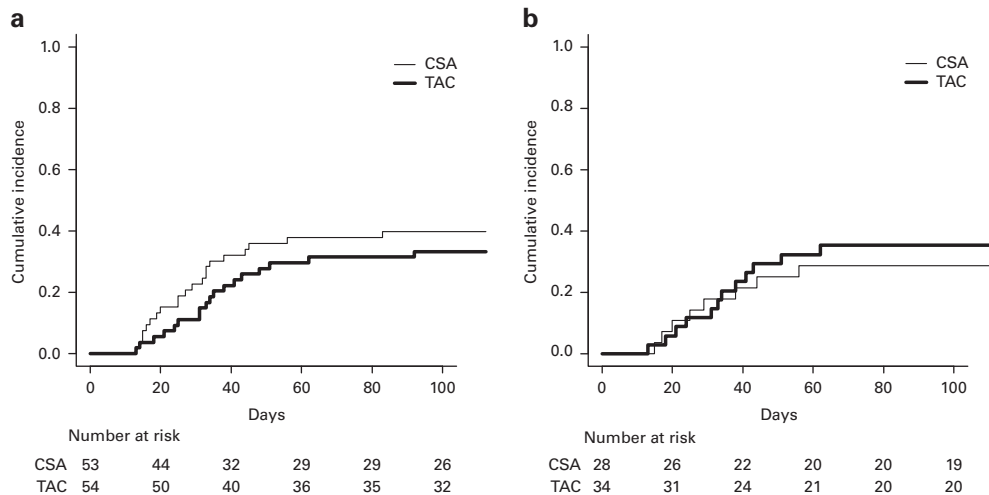 a
1.0
0.8
0.6
0.4
0.2
0.0
Cumulative incidence
CSA
TAC
0 20 40 60 80 100
Days
Number at risk
CSA 53 44 32 29 29 26
TAC 54 50 40 36 35 32
b
1.0
0.8
0.6
0.4
0.2
0.0
Cumulative incidence
CSA
TAC
0 20 40 60 80 100
Days
Number at risk
CSA 28 26 22 20 20 19
TAC 34 31 24 21 20 20